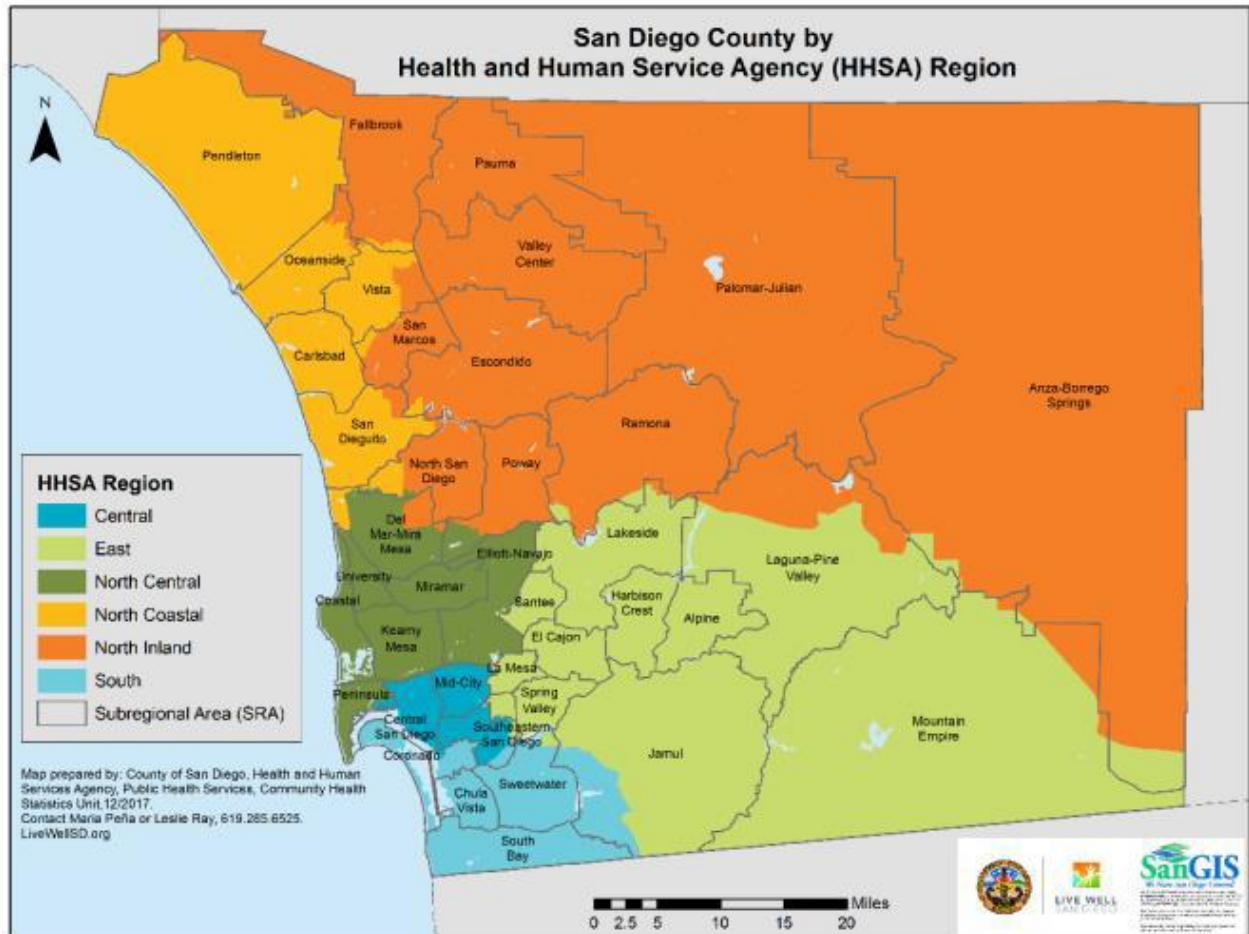 San Diego County by
Health and Human Service Agency (HHSA) Region
N
Fallbrook
Pendleton
Pauma
Valley
Center
Oceanside
Vista
Palomar-Julian
San
Marcos
Carlsbad
Escondido
Anza-Borrego
Springs
San
Dieguito
Ramona
North San
Diego
Poway
HHSA Region
Central
East
North Central
North Coastal
North Inland
South
Subregional Area (SRA)
Del
Mar-Mira
Mesa
Lakeside
Elliott-Navajo
Laguna-Pine
Valley
University
Miramar
Coastal
Santee
Harbison
Crest
Alpine
Kearny
Mesa
El Cajon
La Mesa
Mid-City
Peninsula
Spring
Valley
Central
San Diego
Southeastern
San Diego
Mountain
Empire
Coronado
Jamul
Sweetwater
Chula
Vista
South
Bay
Map prepared by: County of San Diego, Health and Human
Services Agency, Public Health Services, Community Health
Statistics Unit,12/2017.
Contact Maria Peña or Leslie Ray, 619.285.6525.
LiveWellSD.org
Miles
0 2.5 5 10 15 20
LIVE WELL
SAN DIEGO
SanGIS